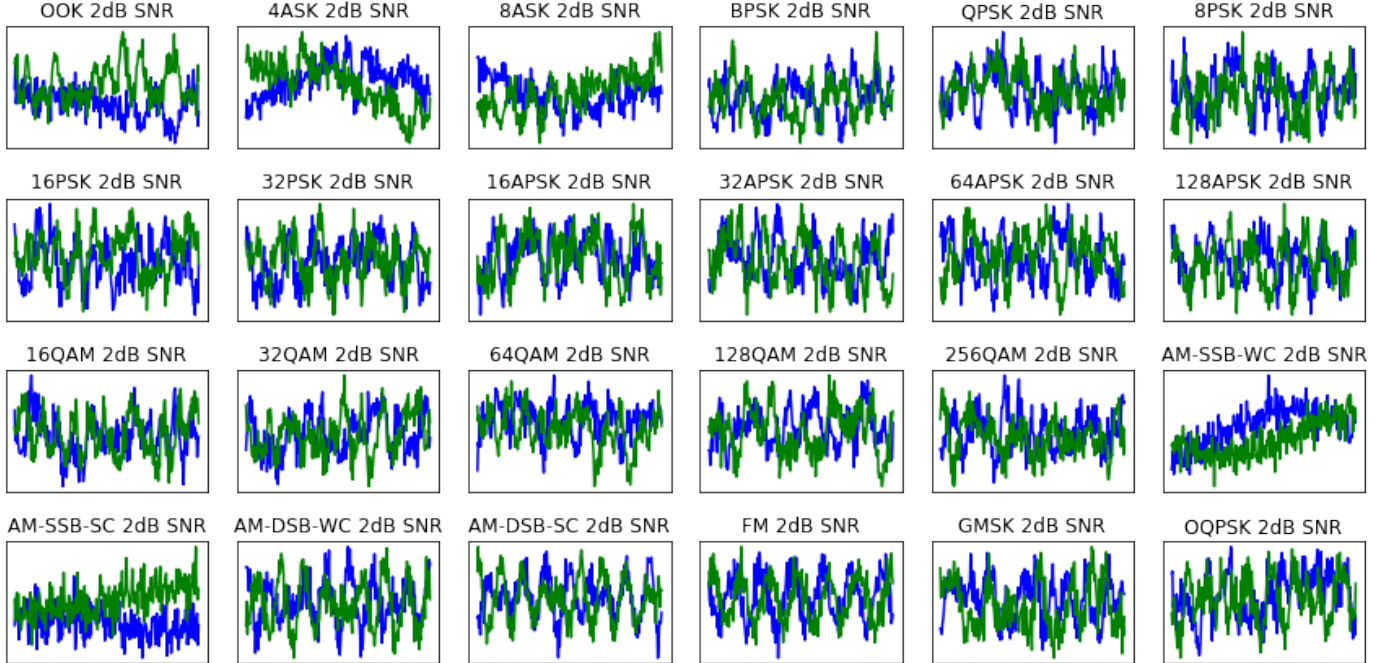 OOK 2dB SNR
4ASK 2dB SNR
8ASK 2dB SNR
BPSK 2dB SNR
QPSK 2dB SNR
8PSK 2dB SNR
16PSK 2dB SNR
32PSK 2dB SNR
16APSK 2dB SNR
32APSK 2dB SNR
64APSK 2dB SNR
128APSK 2dB SNR
16QAM 2dB SNR
32QAM 2dB SNR
64QAM 2dB SNR
128QAM 2dB SNR
256QAM 2dB SNR
AM-SSB-WC 2dB SNR
AM-SSB-SC 2dB SNR
AM-DSB-WC 2dB SNR
AM-DSB-SC 2dB SNR
FM 2dB SNR
GMSK 2dB SNR
OQPSK 2dB SNR